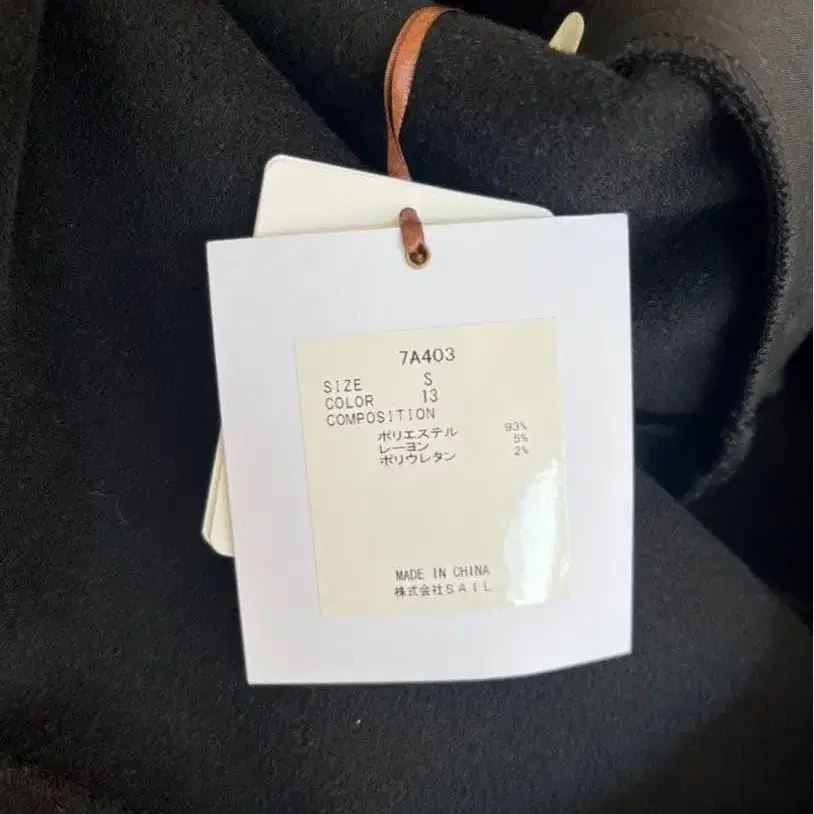 7A403
SIZE S
COLOR 13
COMPOSITION
ポリエステル 93%
レーヨン 5%
ポリウレタン 2%
MADE IN CHINA
株式会社SAIL